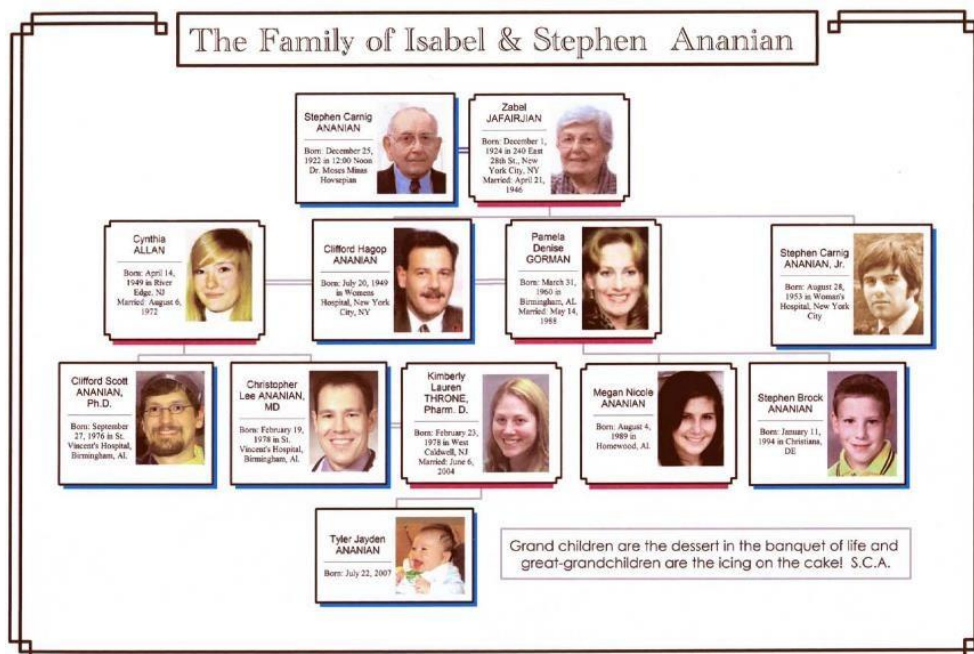 The Family of Isabel & Stephen Ananian
Stephen Carnig
ANANIAN
Born: December 25,
1922 in 12:00 Noon
Dr. Moses Minas
Hovsepian
Zabel
JAFAIRJIAN
Born: December 1,
1924 in 240 East
28th St., New
York City, NY
Married: April 21,
1946
Cynthia
ALLAN
Born: April 14,
1949 in River
Edge, NJ
Married: August 6,
1972
Clifford Hagop
ANANIAN
Born: July 20, 1949
in Womens
Hospital, New York
City, NY
Pamela
Denise
GORMAN
Born: March 31,
1960 in
Birmingham, AL
Married: May 14,
1988
Stephen Carnig
ANANIAN, Jr.
Born: August 28,
1953 in Woman's
Hospital, New York
City
Clifford Scott
ANANIAN,
Ph.D.
Born: September
27, 1976 in St.
Vincent's Hospital,
Birmingham, AL
Christopher
Lee ANANIAN,
MD
Born: February 19,
1978 in St.
Vincent's Hospital,
Birmingham, AL
Kimberly
Lauren
THRONE,
Pharm. D.
Born: February 23,
1978 in West
Caldwell, NJ
Married: June 6,
2004
Megan Nicole
ANANIAN
Born: August 4,
1989 in
Homewood, AL
Stephen Brock
ANANIAN
Born: January 11,
1994 in Christiana,
DE
Tyler Jayden
ANANIAN
Born: July 22, 2007
Grand children are the dessert in the banquet of life and
great-grandchildren are the icing on the cake! S.C.A.